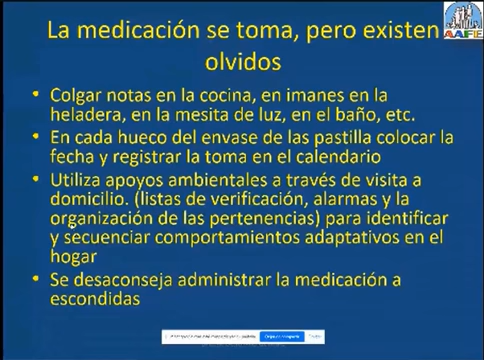 La medicación se toma, pero existen
olvidos
AAFE
• Colgar notas en la cocina, en imanes en la
heladera, en la mesita de luz, en el baño, etc.
• En cada hueco del envase de las pastilla colocar la
fecha y registrar la toma en el calendario
• Utiliza apoyos ambientales a través de visita a
domicilio. (listas de verificación, alarmas y la
organización de las pertenencias) para identificar
y secuenciar comportamientos adaptativos en el
hogar
• Se desaconseja administrar la medicación a
escondidas